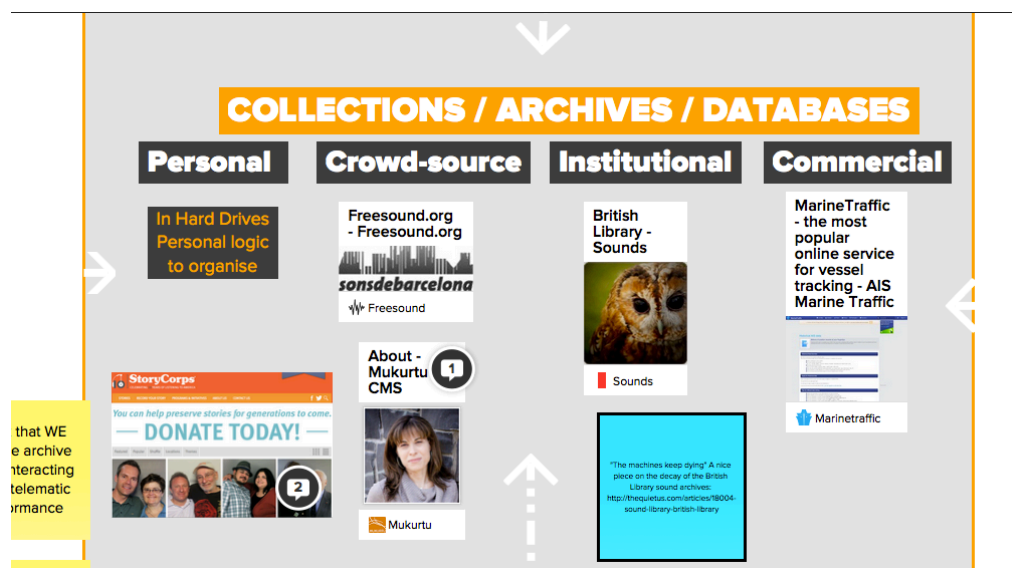 COLLECTIONS / ARCHIVES / DATABASES
Personal
Crowd-source
Institutional
Commercial
In Hard Drives
Personal logic
to organise
Freesound.org
- Freesound.org
sonsdebarcelona
Freesound
British
Library -
Sounds
Sounds
MarineTraffic
- the most
popular
online service
for vessel
tracking - AIS
Marine Traffic
Marinetraffic
About -
Mukurtu
CMS
1
Mukurtu
StoryCorps
You can help preserve stories for generations to come.
DONATE TODAY!
2
that WE
e archive
nteracting
telematic
ormance
"The machines keep dying" A nice
piece on the decay of the British
Library sound archives:
http://thequietus.com/articles/18004-
sound-library-british-library